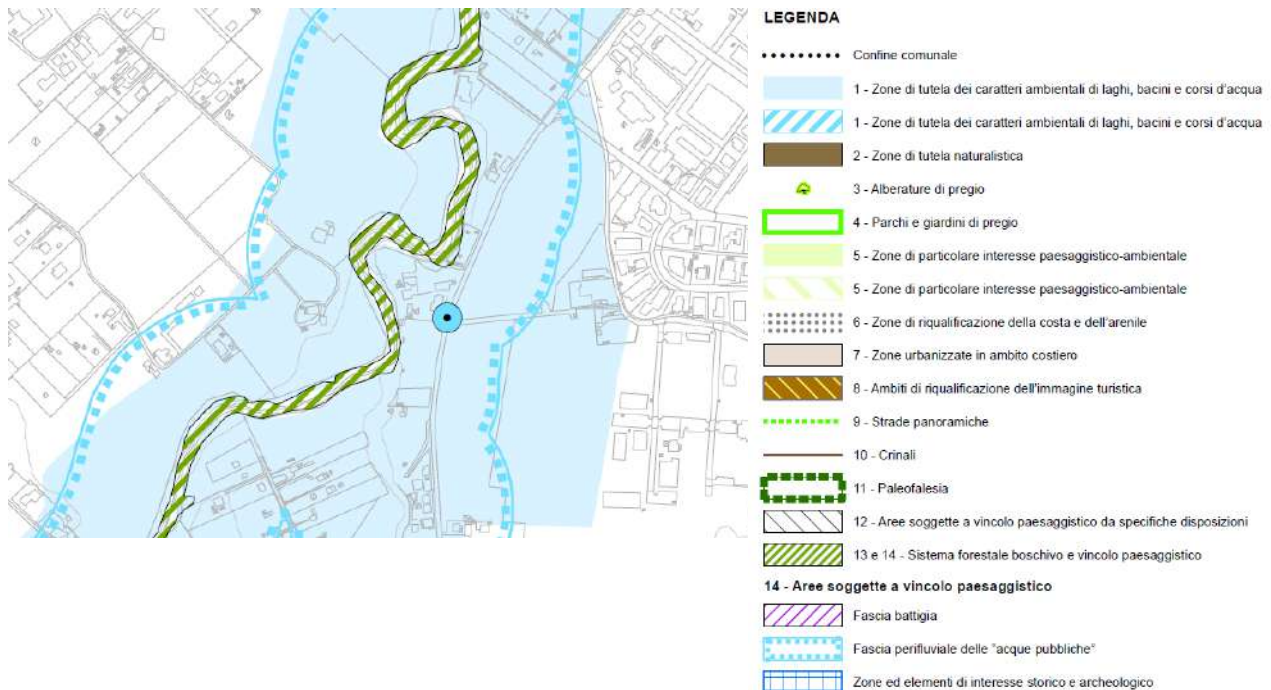 LEGENDA
Confine comunale
1 - Zone di tutela dei caratteri ambientali di laghi, bacini e corsi d'acqua
1 - Zone di tutela dei caratteri ambientali di laghi, bacini e corsi d'acqua
2 - Zone di tutela naturalistica
3 - Alberature di pregio
4 - Parchi e giardini di pregio
5 - Zone di particolare interesse paesaggistico-ambientale
5 - Zone di particolare interesse paesaggistico-ambientale
6 - Zone di riqualificazione della costa e dell'arenile
7 - Zone urbanizzate in ambito costiero
8 - Ambiti di riqualificazione dell'immagine turistica
9 - Strade panoramiche
10 - Crinali
11 - Paleofalesia
12 - Aree soggette a vincolo paesaggistico da specifiche disposizioni
13 e 14 - Sistema forestale boschivo e vincolo paesaggistico
14 - Aree soggette a vincolo paesaggistico
Fascia battigia
Fascia perifluviale delle "acque pubbliche"
Zone ed elementi di interesse storico e archeologico